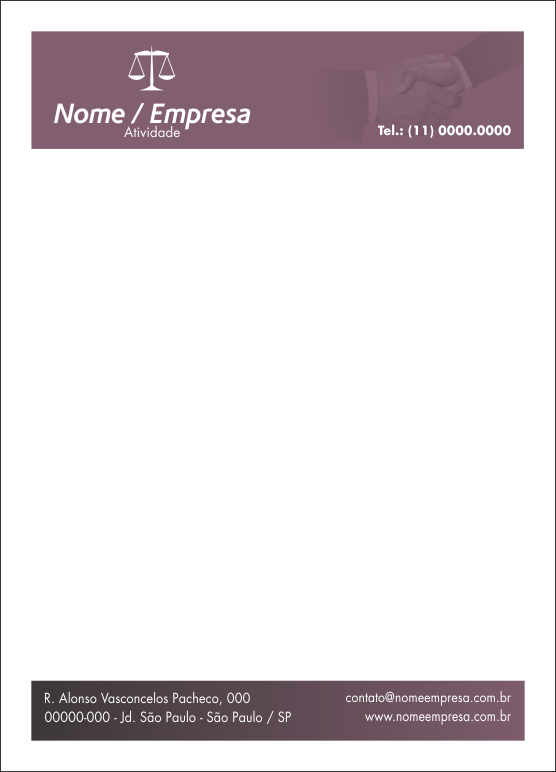 Nome / Empresa
Atividade
Tel.: (11) 0000.0000
R. Alonso Vasconcelos Pacheco, 000
00000-000 - Jd. São Paulo - São Paulo / SP
contato@nomeempresa.com.br
www.nomeempresa.com.br